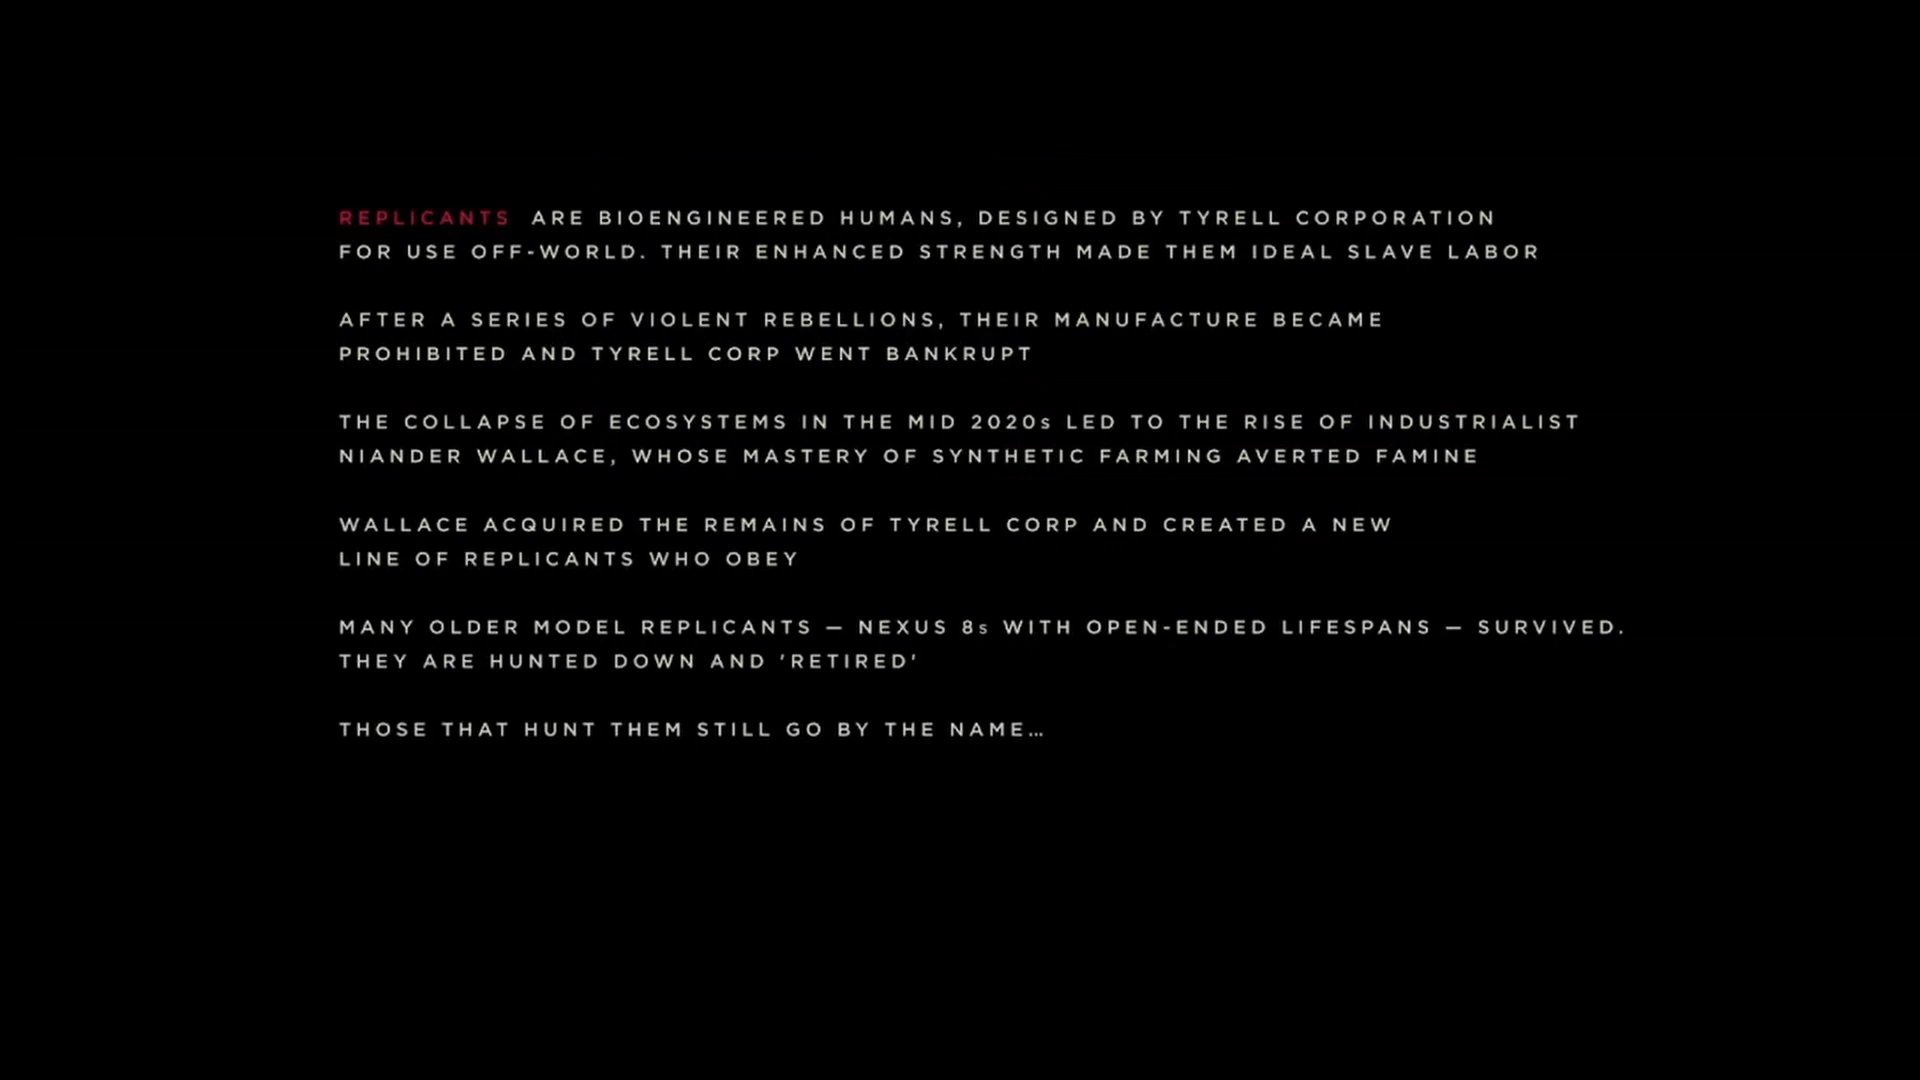 REPLICANTS ARE BIOENGINEERED HUMANS, DESIGNED BY TYRELL CORPORATION
FOR USE OFF-WORLD. THEIR ENHANCED STRENGTH MADE THEM IDEAL SLAVE LABOR
AFTER A SERIES OF VIOLENT REBELLIONS, THEIR MANUFACTURE BECAME
PROHIBITED AND TYRELL CORP WENT BANKRUPT
THE COLLAPSE OF ECOSYSTEMS IN THE MID 2020s LED TO THE RISE OF INDUSTRIALIST
NIANDER WALLACE, WHOSE MASTERY OF SYNTHETIC FARMING AVERTED FAMINE
WALLACE ACQUIRED THE REMAINS OF TYRELL CORP AND CREATED A NEW
LINE OF REPLICANTS WHO OBEY
MANY OLDER MODEL REPLICANTS — NEXUS 8s WITH OPEN-ENDED LIFESPANS — SURVIVED.
THEY ARE HUNTED DOWN AND 'RETIRED'
THOSE THAT HUNT THEM STILL GO BY THE NAME…